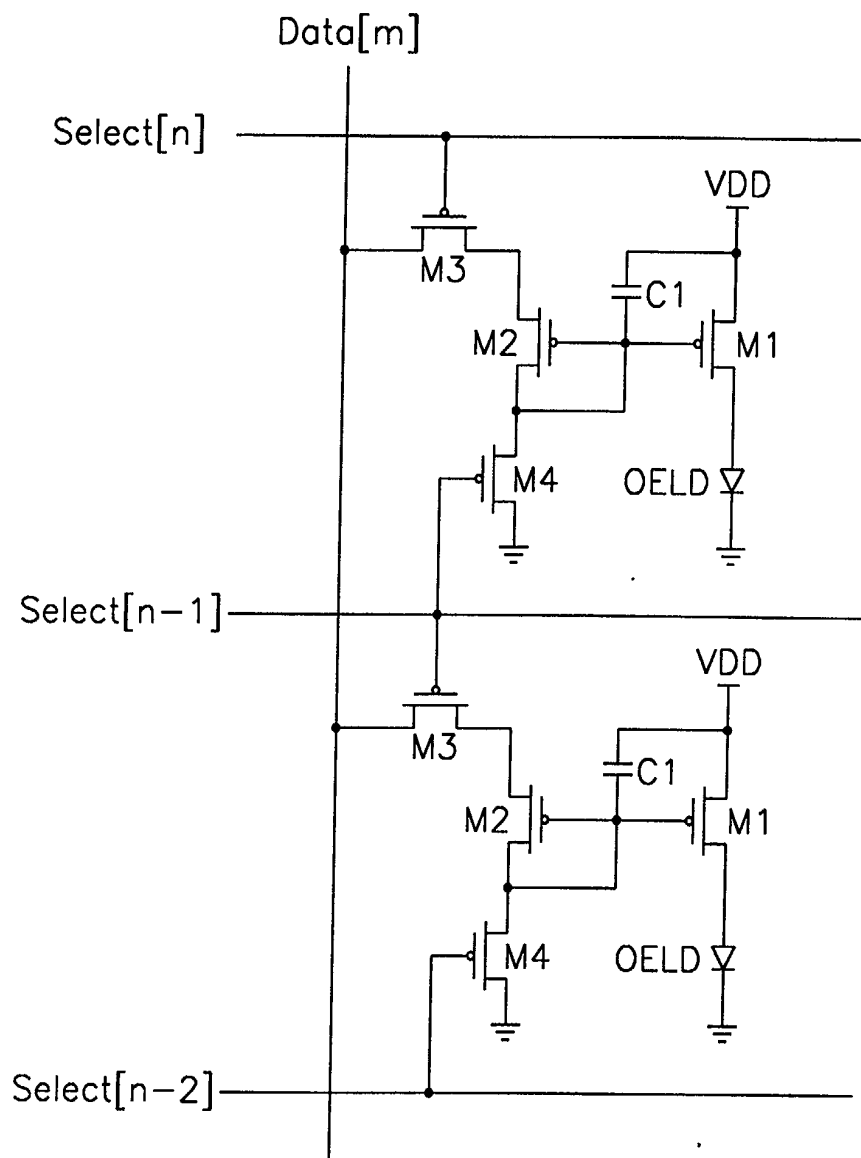 Data[m]
Select[n]
VDD
M3
C1
M2
M1
M4
OELD
Select[n-1]
VDD
M3
C1
M2
M1
M4
OELD
Select[n-2]